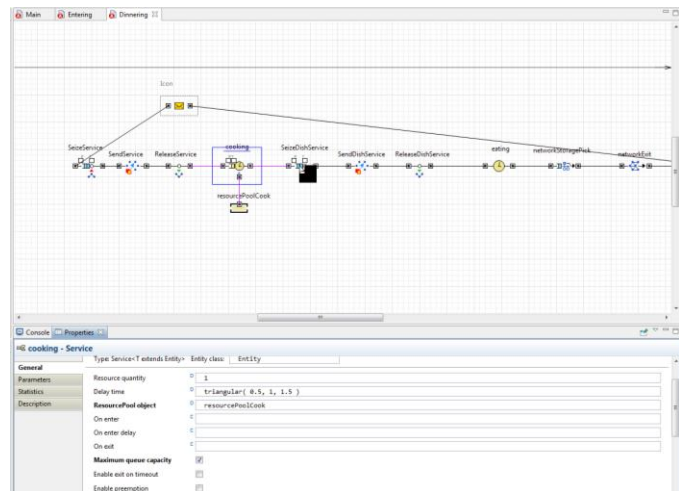 Main Entering Dinnering
Icon
SeizeService SendService ReleaseService cooking SeizeDishService SendDishService ReleaseDishService eating networkStoragePick networkExit
resourcePoolCook
Console Properties
cooking - Service
General
Type: Service<T extends Entity> Entity class: Entity
Parameters
Resource quantity 1
Statistics
Delay time triangular( 0.5, 1, 1.5 )
Description
ResourcePool object resourcePoolCook
On enter
On enter delay
On exit
Maximum queue capacity
Enable exit on timeout
Enable preemption